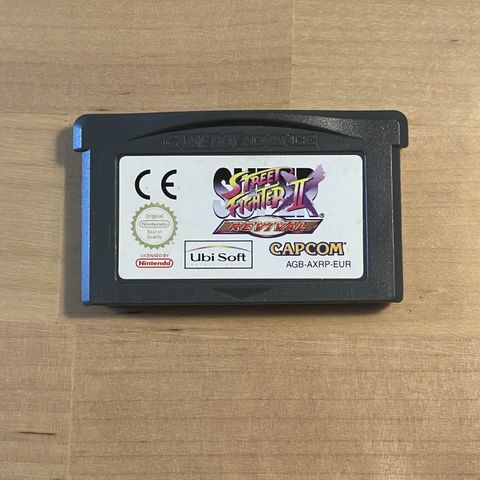 GAME BOY ADVANCE
CE
SUPER
STREET
FIGHTER II X
REVIVAL
Original
Nintendo
Seal of
Quality
LICENSED BY
Nintendo
Ubi Soft
ENTERTAINMENT
CAPCOM
AGB-AXRP-EUR